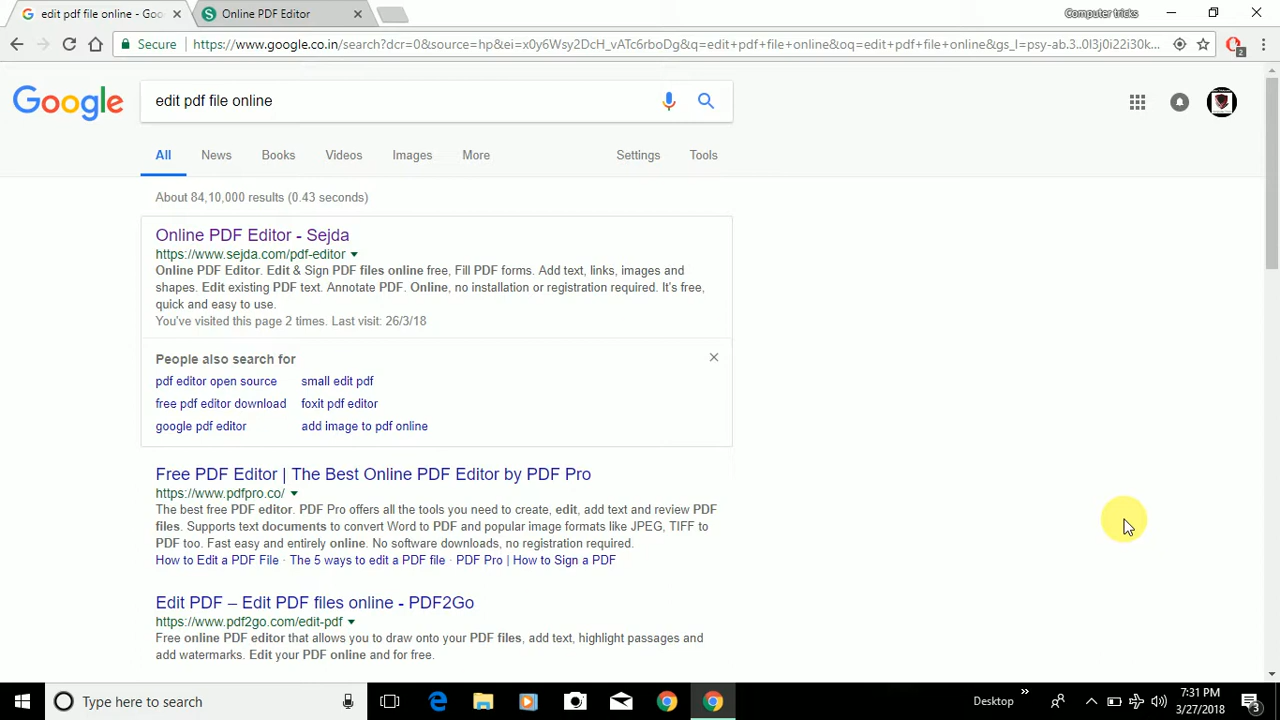 edit pdf file online - Goo
Online PDF Editor
Computer tricks
Secure
https://www.google.co.in/search?dcr=0&source=hp&ei=x0y6Wsy2DcH_vATc6rboDg&q=edit+pdf+file+online&oq=edit+pdf+file+online&gs_l=psy-ab.3..0l3j0i22i30k...
2
Google
edit pdf file online
All News Books Videos Images More Settings Tools
About 84,10,000 results (0.43 seconds)
Online PDF Editor - Sejda
https://www.sejda.com/pdf-editor
Online PDF Editor. Edit & Sign PDF files online free, Fill PDF forms. Add text, links, images and
shapes. Edit existing PDF text. Annotate PDF. Online, no installation or registration required. It's free,
quick and easy to use.
You've visited this page 2 times. Last visit: 26/3/18
People also search for
pdf editor open source small edit pdf
free pdf editor download foxit pdf editor
google pdf editor add image to pdf online
Free PDF Editor | The Best Online PDF Editor by PDF Pro
https://www.pdfpro.co/
The best free PDF editor. PDF Pro offers all the tools you need to create, edit, add text and review PDF
files. Supports text documents to convert Word to PDF and popular image formats like JPEG, TIFF to
PDF too. Fast easy and entirely online. No software downloads, no registration required.
How to Edit a PDF File · The 5 ways to edit a PDF file · PDF Pro | How to Sign a PDF
Edit PDF – Edit PDF files online - PDF2Go
https://www.pdf2go.com/edit-pdf
Free online PDF editor that allows you to draw onto your PDF files, add text, highlight passages and
add watermarks. Edit your PDF online and for free.
Type here to search
Desktop
7:31 PM
3/27/2018
3